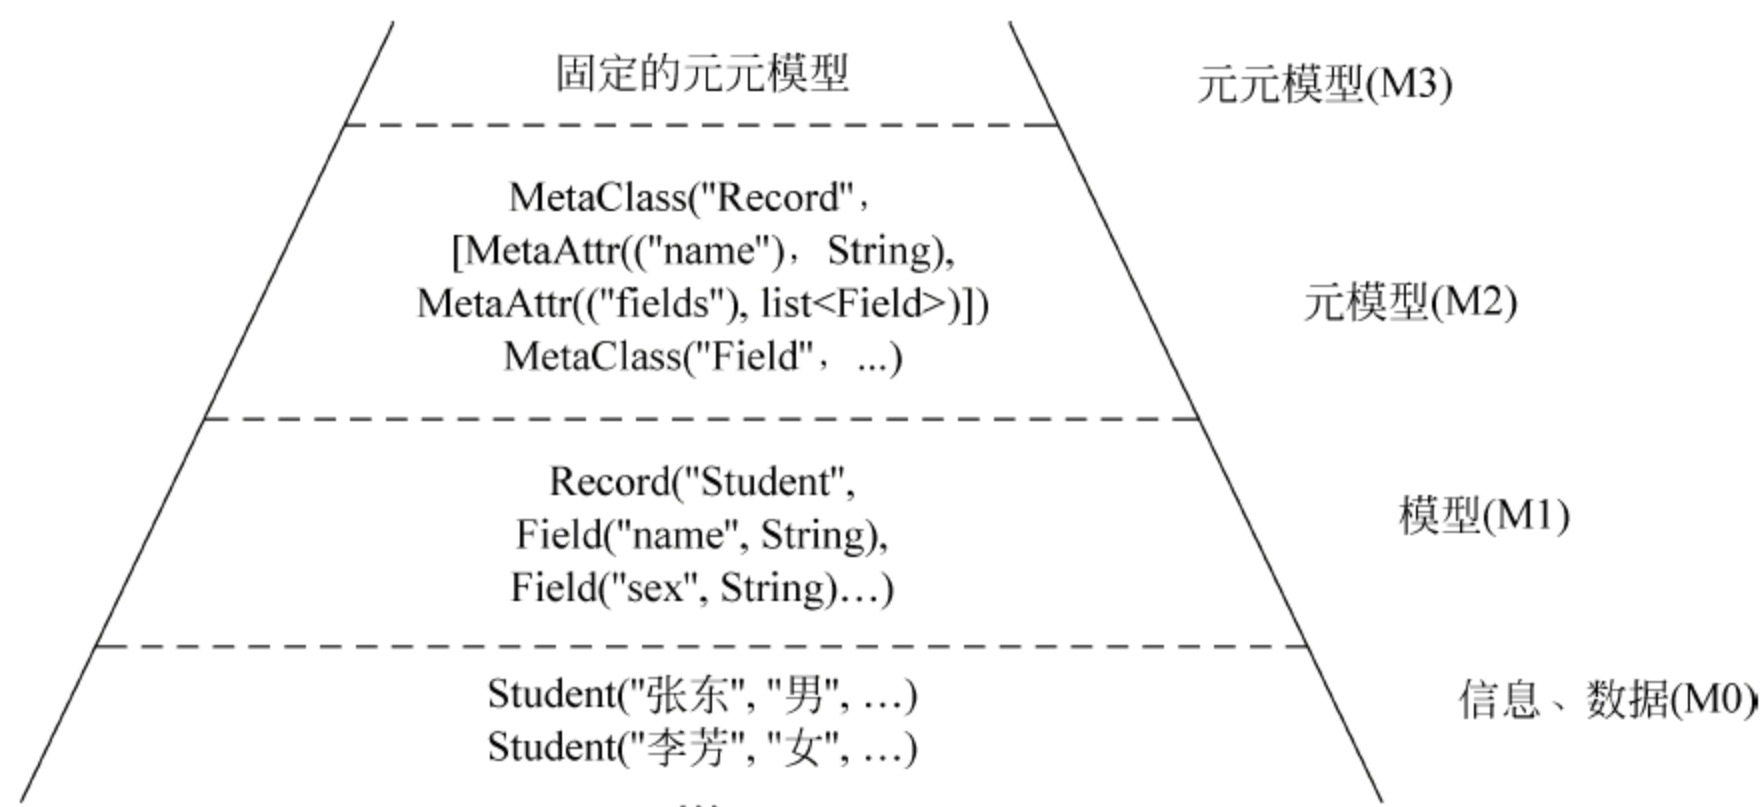 固定的元元模型
元元模型(M3)
MetaClass("Record",
[MetaAttr(("name"), String),
MetaAttr(("fields"), list<Field>)])
MetaClass("Field", ...)
元模型(M2)
Record("Student",
Field("name", String),
Field("sex", String)…)
模型(M1)
Student("张东", "男", …)
Student("李芳", "女", …)
…
信息、数据(M0)